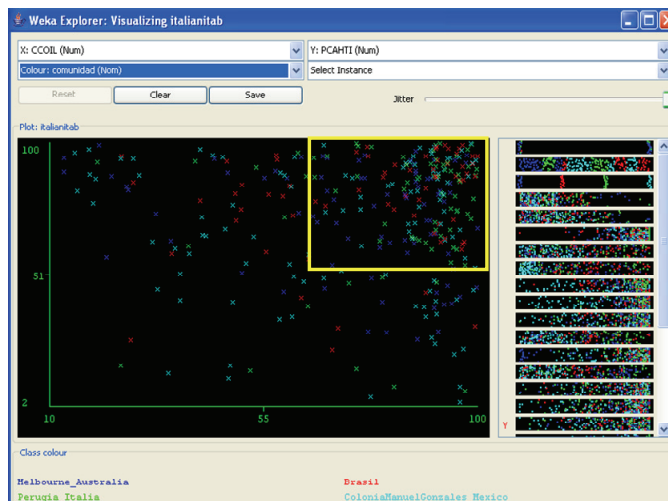 Weka Explorer: Visualizing italianitab
X: CCOIL (Num) Y: PCAHTI (Num)
Colour: comunidad (Nom) Select Instance
Reset Clear Save Jitter
Plot: italianitab
100
51
2
10 55 100
Y
Class colour
Melbourne_Australia Brasil
Perugia Italia ColoniaManuelGonzales Mexico